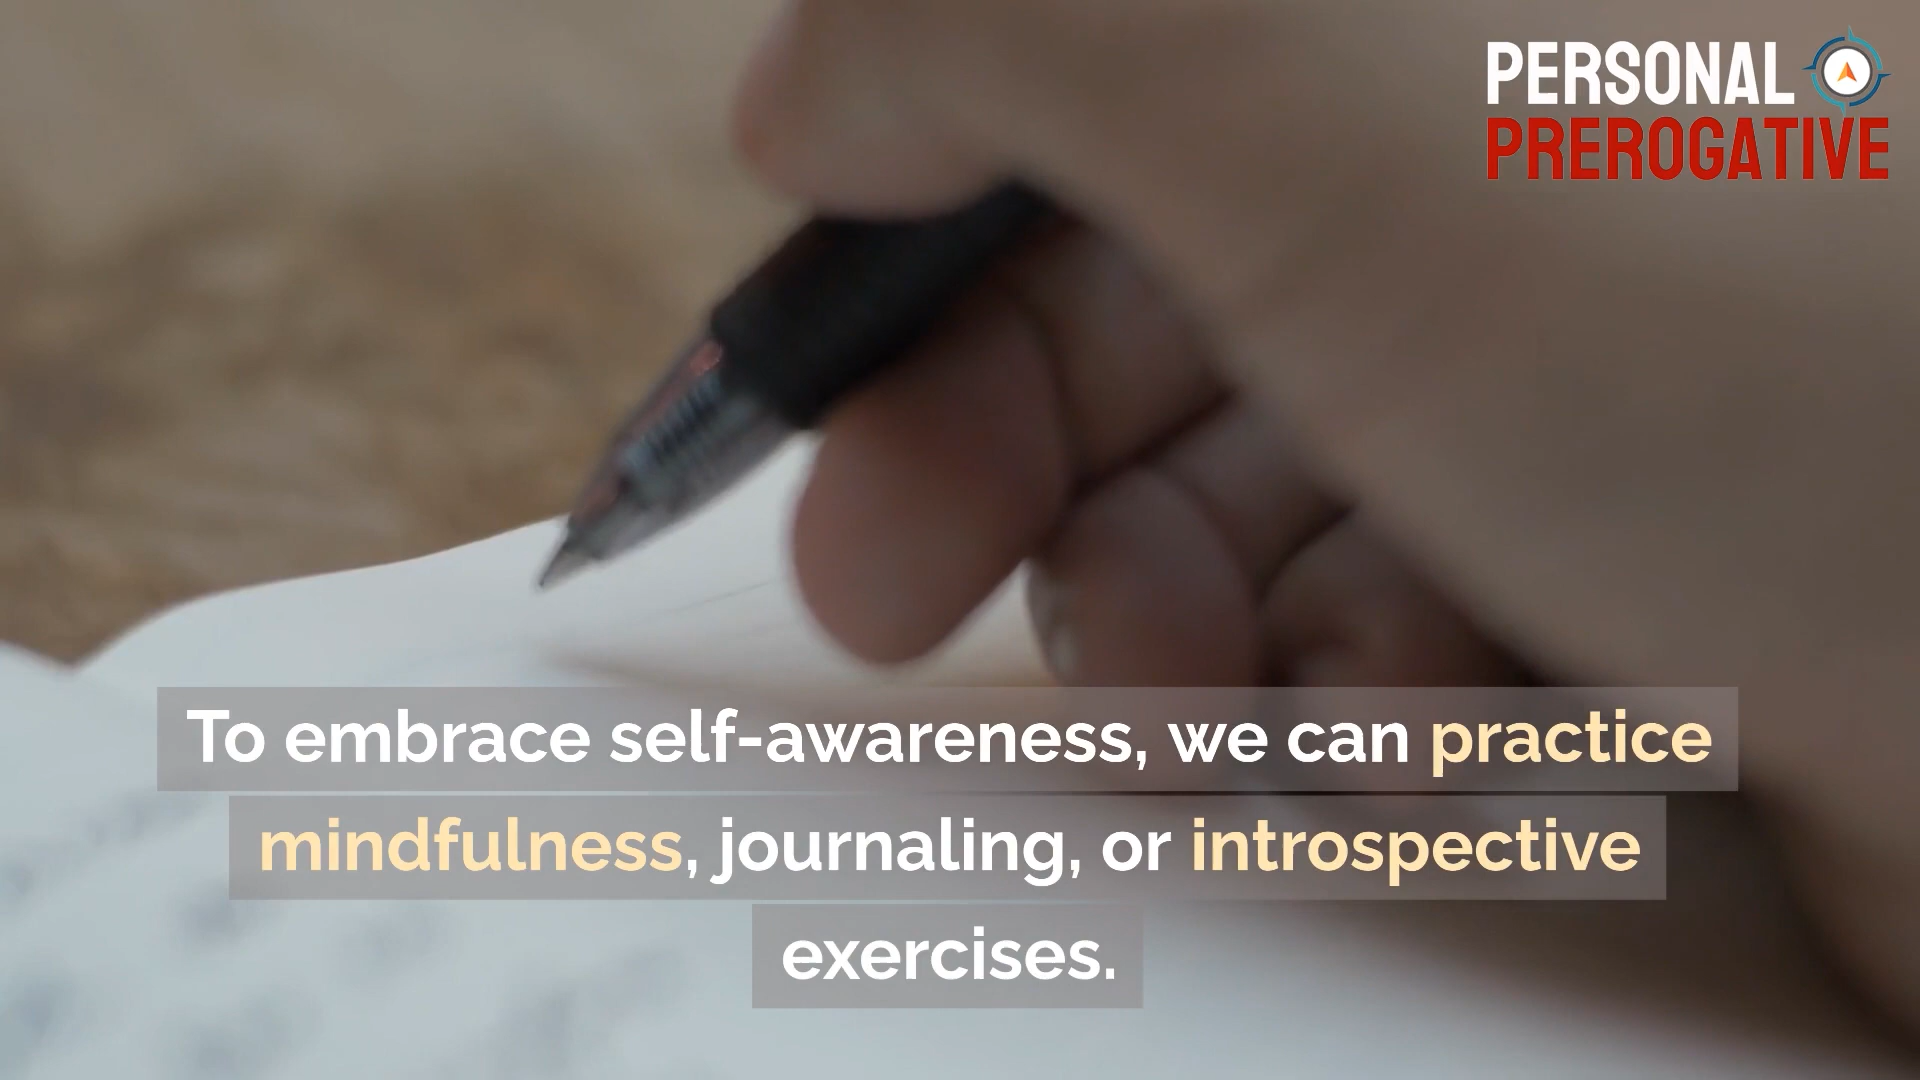 PERSONAL
PREROGATIVE
To embrace self-awareness, we can practice
mindfulness, journaling, or introspective
exercises.